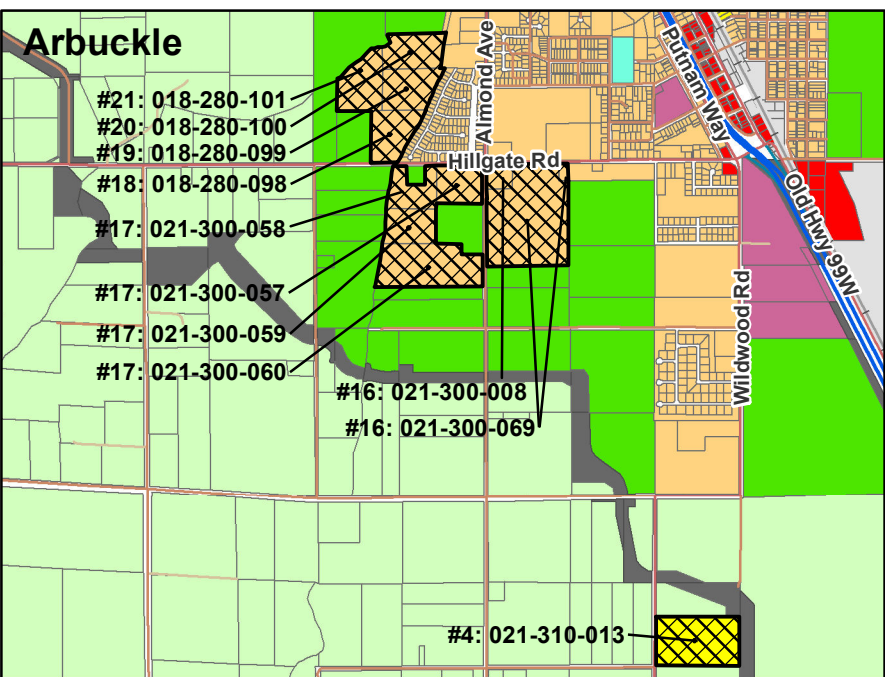 Arbuckle
#21: 018-280-101
#20: 018-280-100
#19: 018-280-099
#18: 018-280-098
#17: 021-300-058
#17: 021-300-057
#17: 021-300-059
#17: 021-300-060
#16: 021-300-008
#16: 021-300-069
#4: 021-310-013
Almond Ave
Hillgate Rd
Putnam Way
Old Hwy 99W
Wildwood Rd